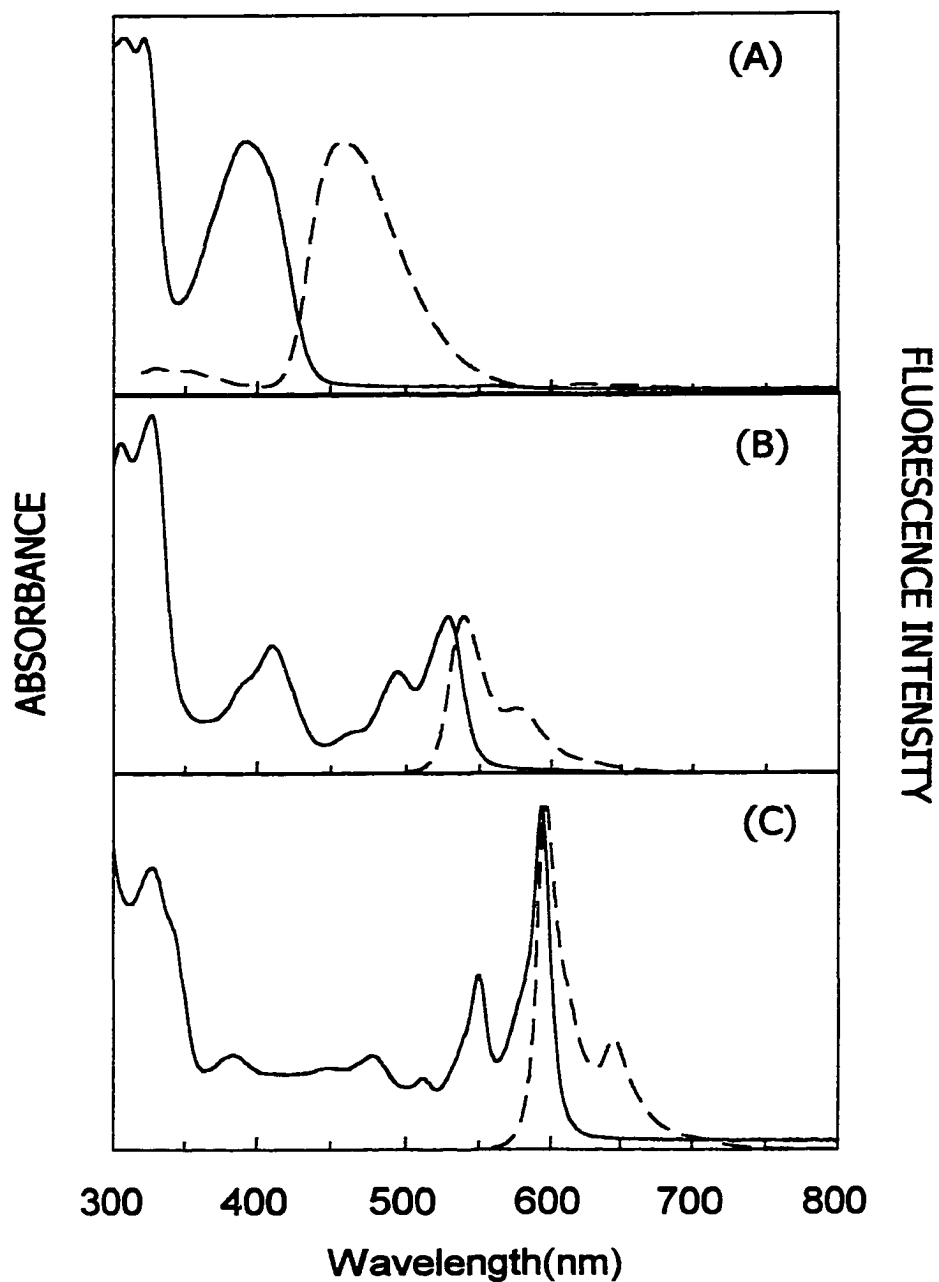 (A)
(B)
(C)
ABSORBANCE
FLUORESCENCE INTENSITY
300 400 500 600 700 800
Wavelength(nm)